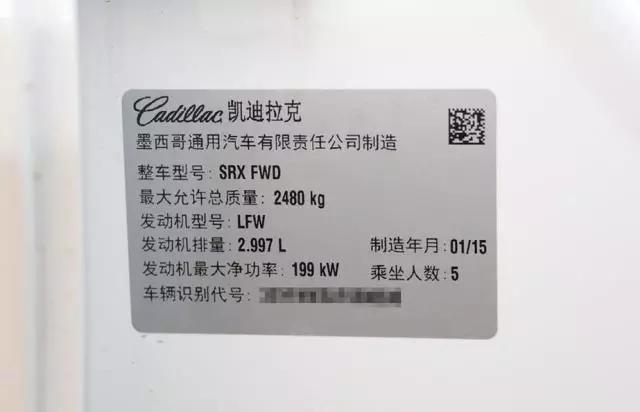 Cadillac 凯迪拉克
墨西哥通用汽车有限责任公司制造
整车型号: SRX FWD
最大允许总质量: 2480 kg
发动机型号: LFW
发动机排量: 2.997 L 制造年月: 01/15
发动机最大净功率: 199 kW 乘坐人数: 5
车辆识别代号: